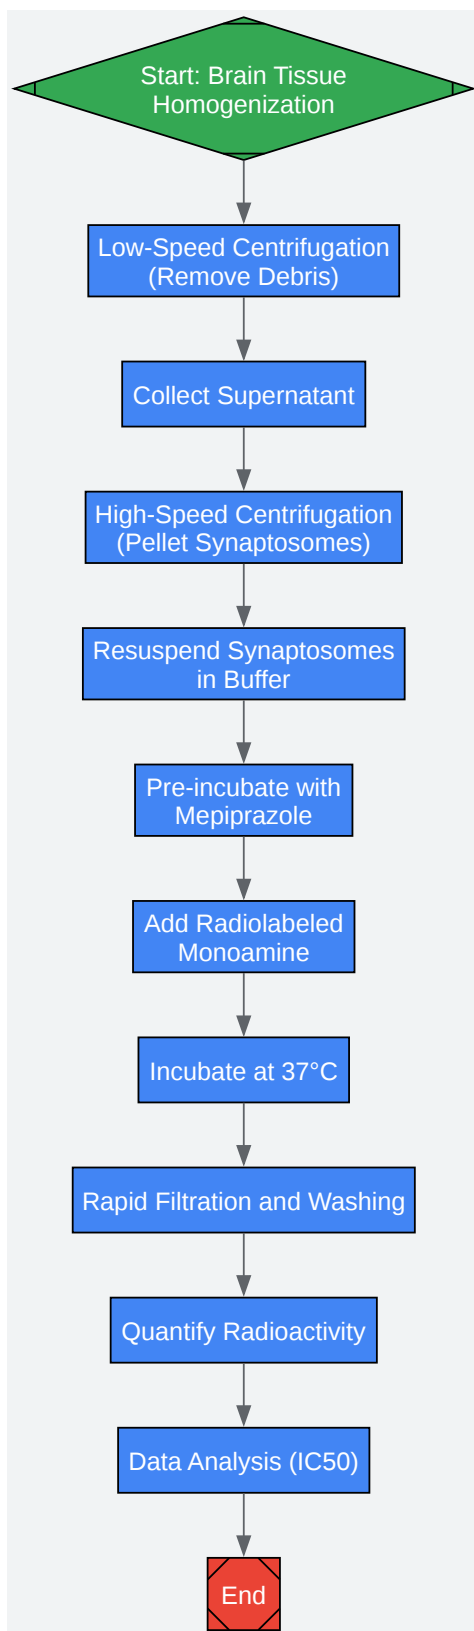 Start: Brain Tissue
Homogenization
Low-Speed Centrifugation
(Remove Debris)
Collect Supernatant
High-Speed Centrifugation
(Pellet Synaptosomes)
Resuspend Synaptosomes
in Buffer
Pre-incubate with
Mepiprazole
Add Radiolabeled
Monoamine
Incubate at 37°C
Rapid Filtration and Washing
Quantify Radioactivity
Data Analysis (IC50)
End